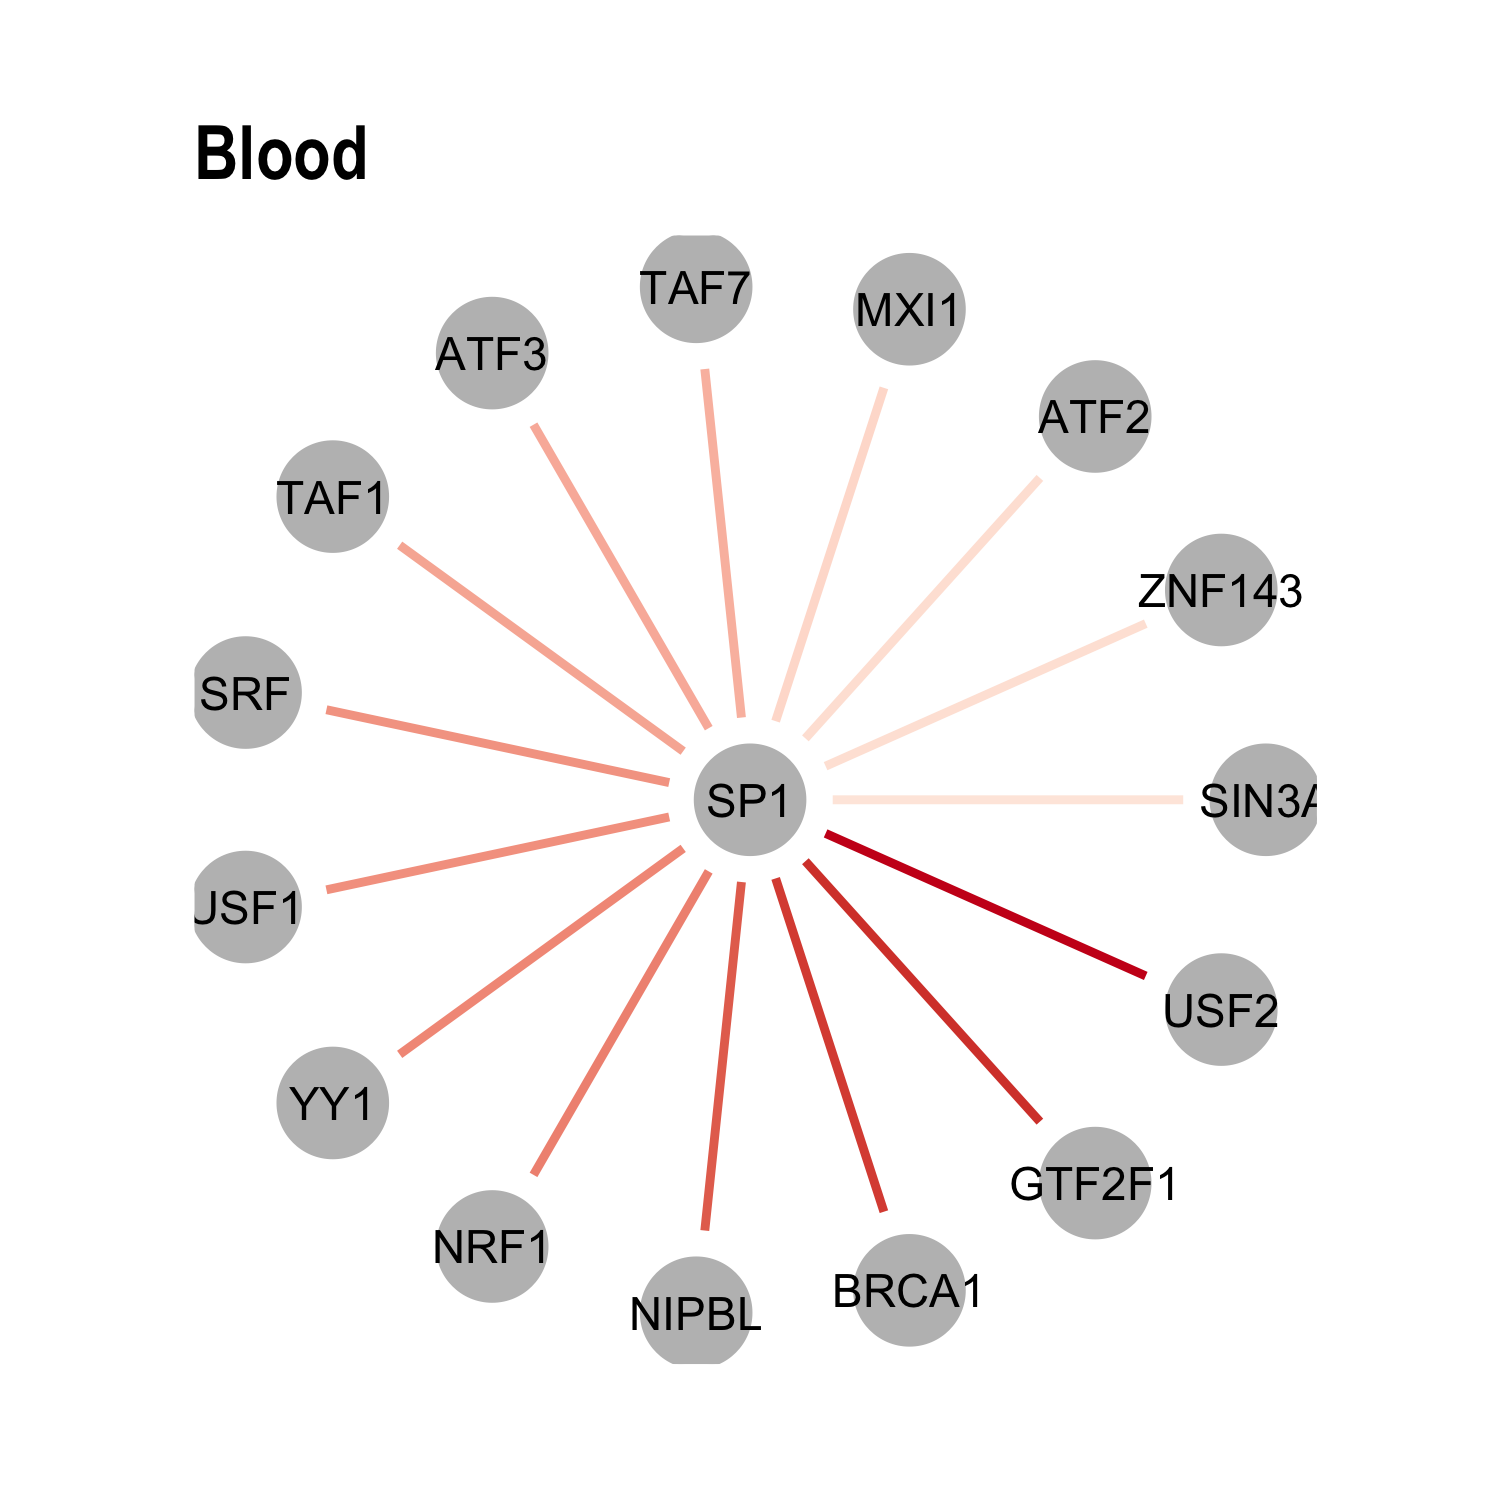 Blood
TAF7
MXI1
ATF3
ATF2
TAF1
ZNF143
SRF
SP1
SIN3A
USF1
USF2
YY1
GTF2F1
NRF1
BRCA1
NIPBL